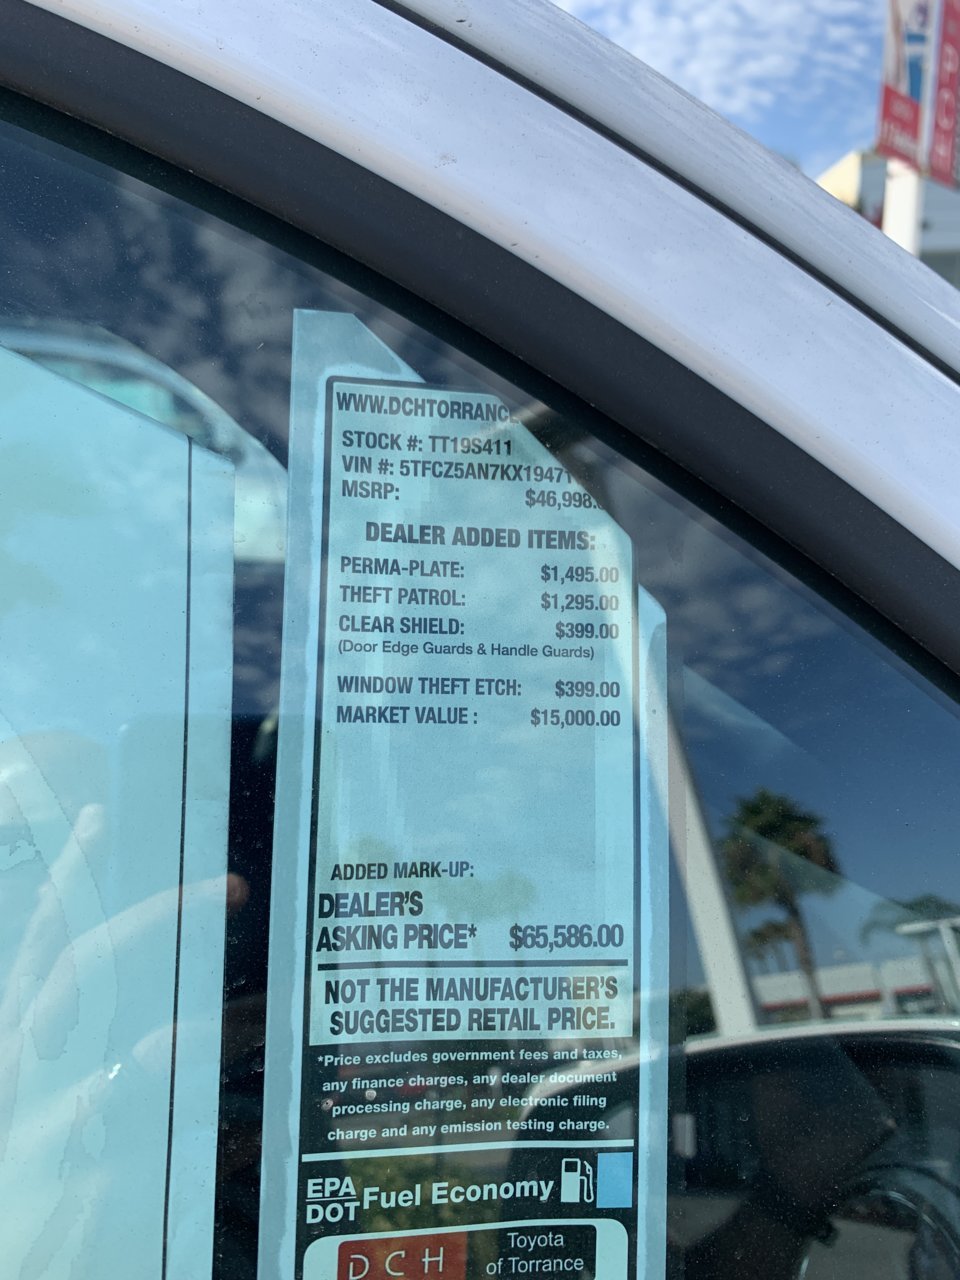 WWW.DCHTORRANC
STOCK #: TT19S411
VIN #: 5TFCZ5AN7KX19471
MSRP: $46,998.
DEALER ADDED ITEMS:
PERMA-PLATE: $1,495.00
THEFT PATROL: $1,295.00
CLEAR SHIELD: $399.00
(Door Edge Guards & Handle Guards)
WINDOW THEFT ETCH: $399.00
MARKET VALUE : $15,000.00
ADDED MARK-UP:
DEALER'S
ASKING PRICE* $65,586.00
NOT THE MANUFACTURER'S
SUGGESTED RETAIL PRICE.
*Price excludes government fees and taxes,
any finance charges, any dealer document
processing charge, any electronic filing
charge and any emission testing charge.
EPA
DOT Fuel Economy
DCH Toyota
of Torrance